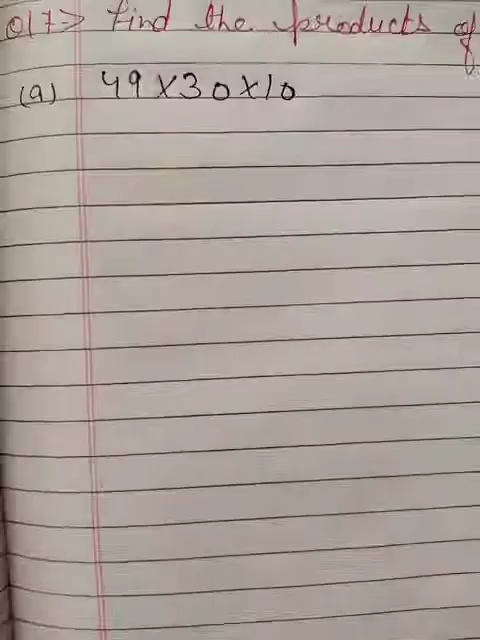 Q17⇒ Find the products of
(a) 49×30×10